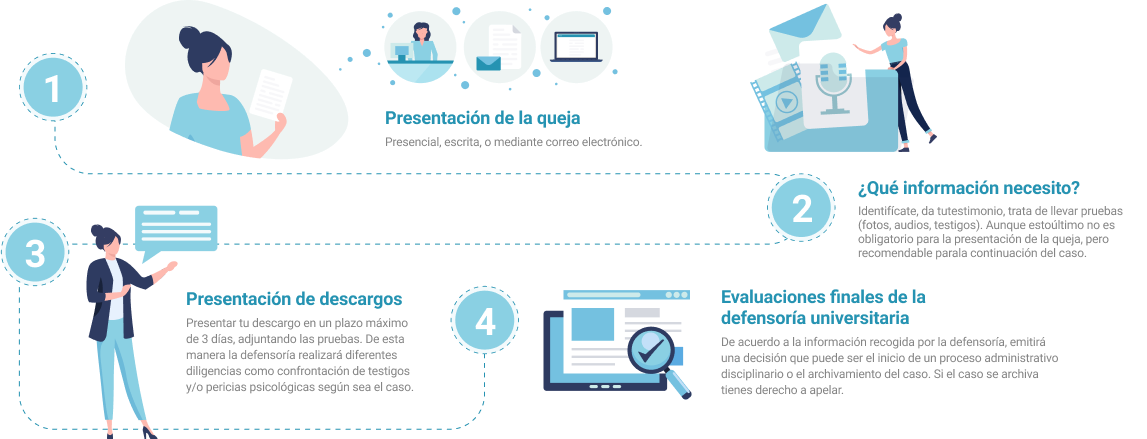 1
Presentación de la queja
Presencial, escrita, o mediante correo electrónico.
2
¿Qué información necesito?
Identifícate, da tutestimonio, trata de llevar pruebas
(fotos, audios, testigos). Aunque estoúltimo no es
obligatorio para la presentación de la queja, pero
recomendable parala continuación del caso.
3
Presentación de descargos
Presentar tu descargo en un plazo máximo
de 3 días, adjuntando las pruebas. De esta
manera la defensoría realizará diferentes
diligencias como confrontación de testigos
y/o pericias psicológicas según sea el caso.
4
Evaluaciones finales de la
defensoría universitaria
De acuerdo a la información recogida por la defensoría, emitirá
una decisión que puede ser el inicio de un proceso administrativo
disciplinario o el archivamiento del caso. Si el caso se archiva
tienes derecho a apelar.